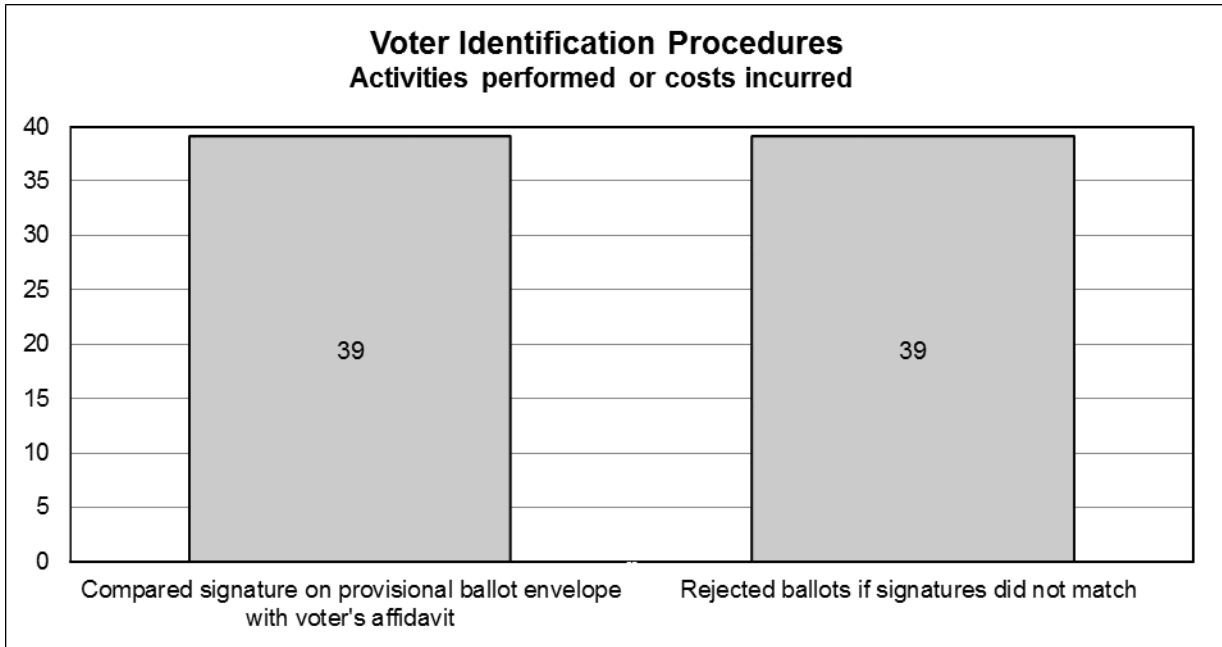 Voter Identification Procedures
Activities performed or costs incurred
40
35
30
25
20
15
10
5
0
39
39
Compared signature on provisional ballot envelope
with voter's affidavit
Rejected ballots if signatures did not match